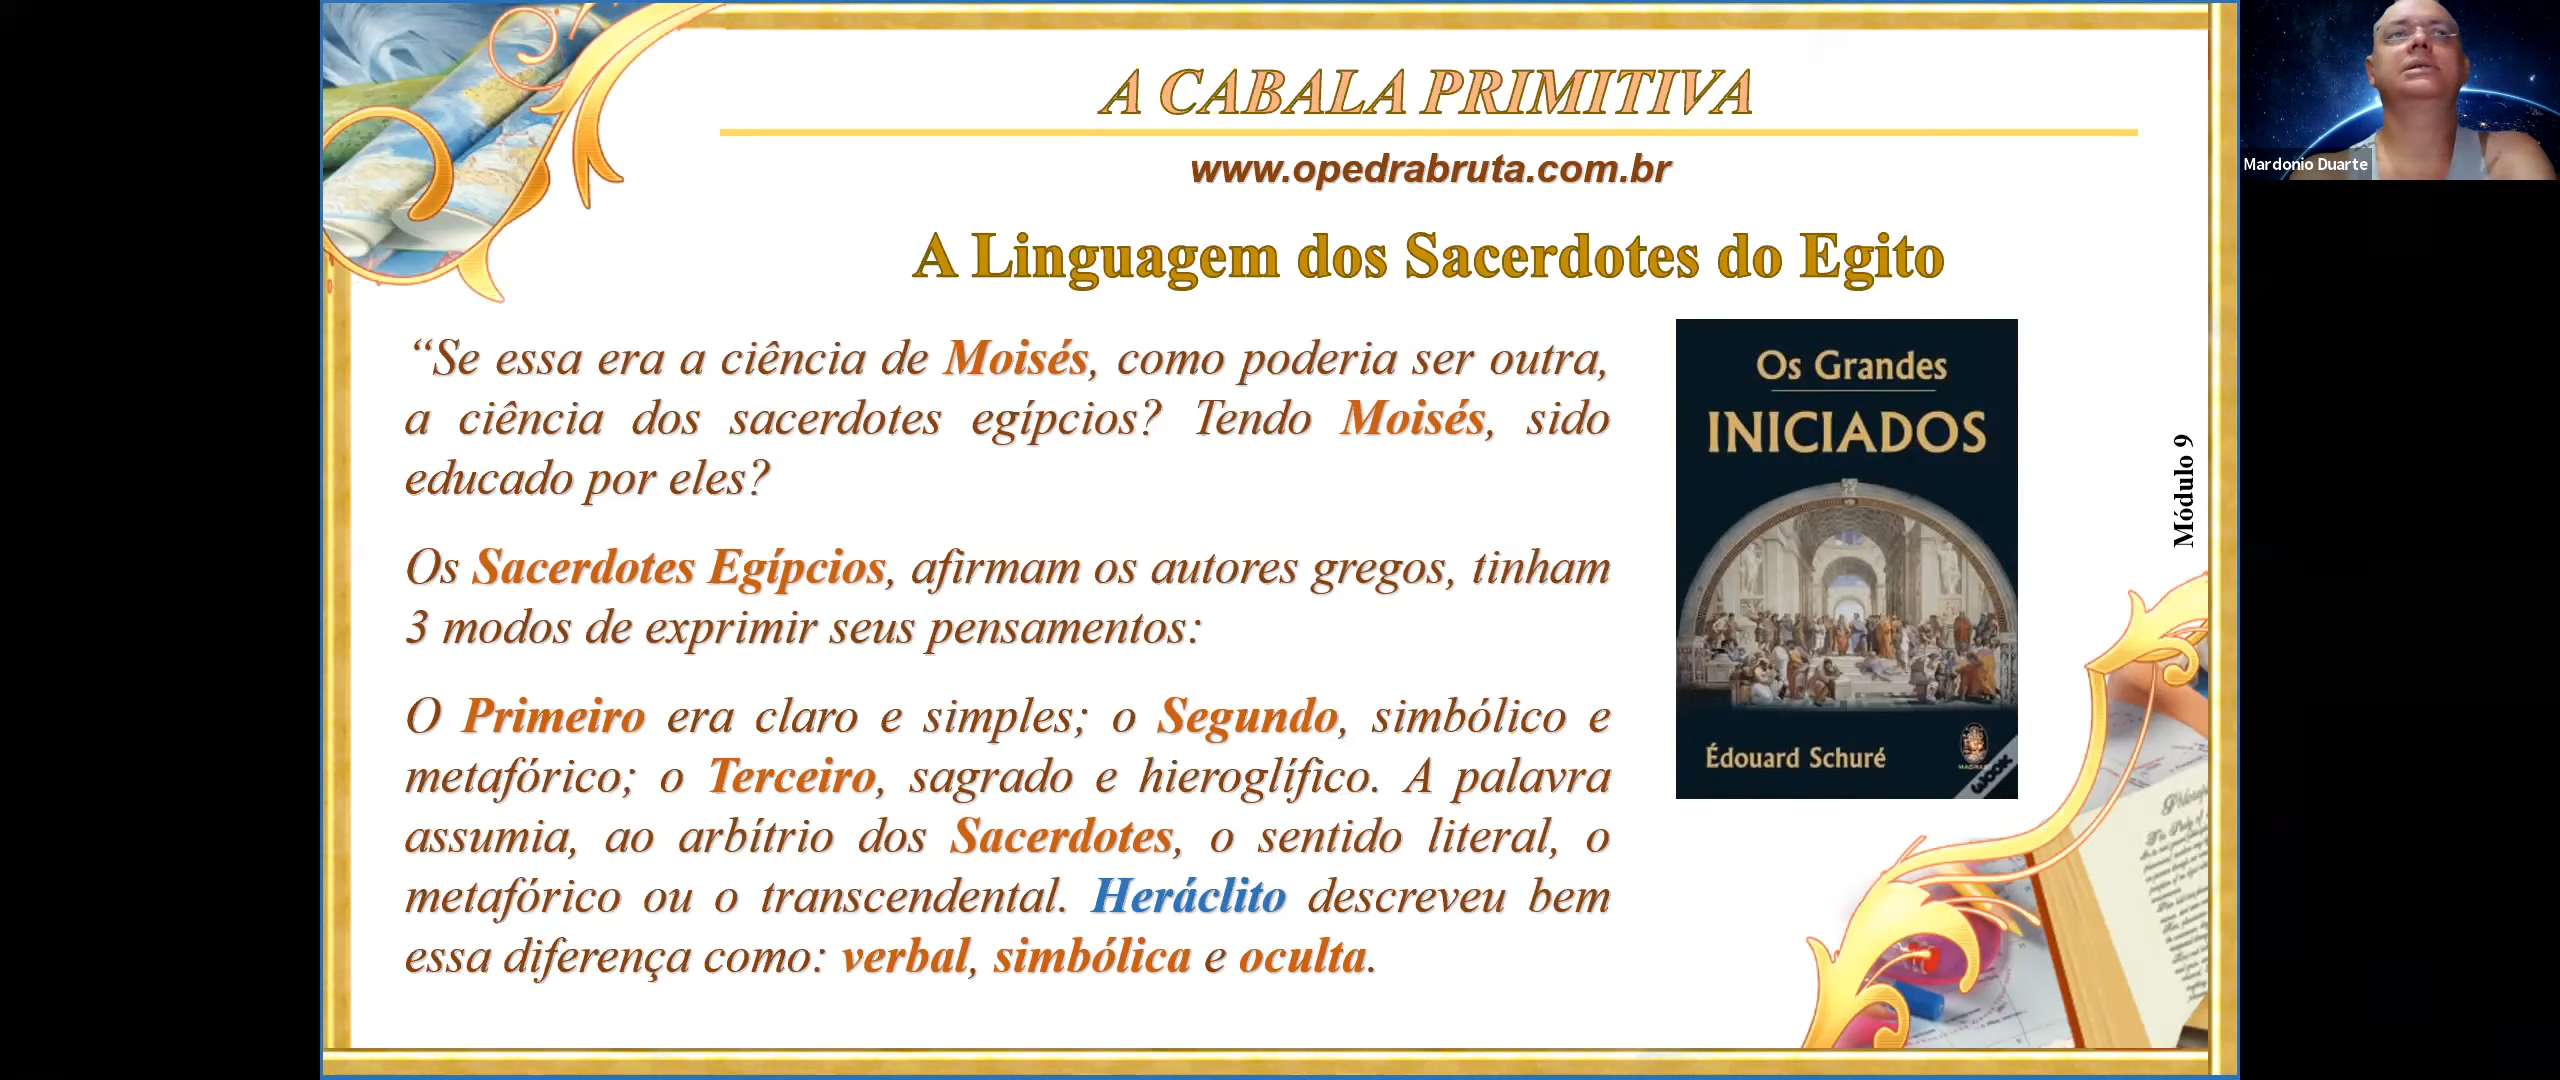 A CABALA PRIMITIVA
www.opedrabruta.com.br
A Linguagem dos Sacerdotes do Egito
“Se essa era a ciência de Moisés, como poderia ser outra,
a ciência dos sacerdotes egípcios? Tendo Moisés, sido
educado por eles?
Os Sacerdotes Egípcios, afirmam os autores gregos, tinham
3 modos de exprimir seus pensamentos:
O Primeiro era claro e simples; o Segundo, simbólico e
metafórico; o Terceiro, sagrado e hieroglífico. A palavra
assumia, ao arbítrio dos Sacerdotes, o sentido literal, o
metafórico ou o transcendental. Heráclito descreveu bem
essa diferença como: verbal, simbólica e oculta.
Os Grandes
INICIADOS
Édouard Schuré
MADRAS
WOOK
Módulo 9
Mardonio Duarte